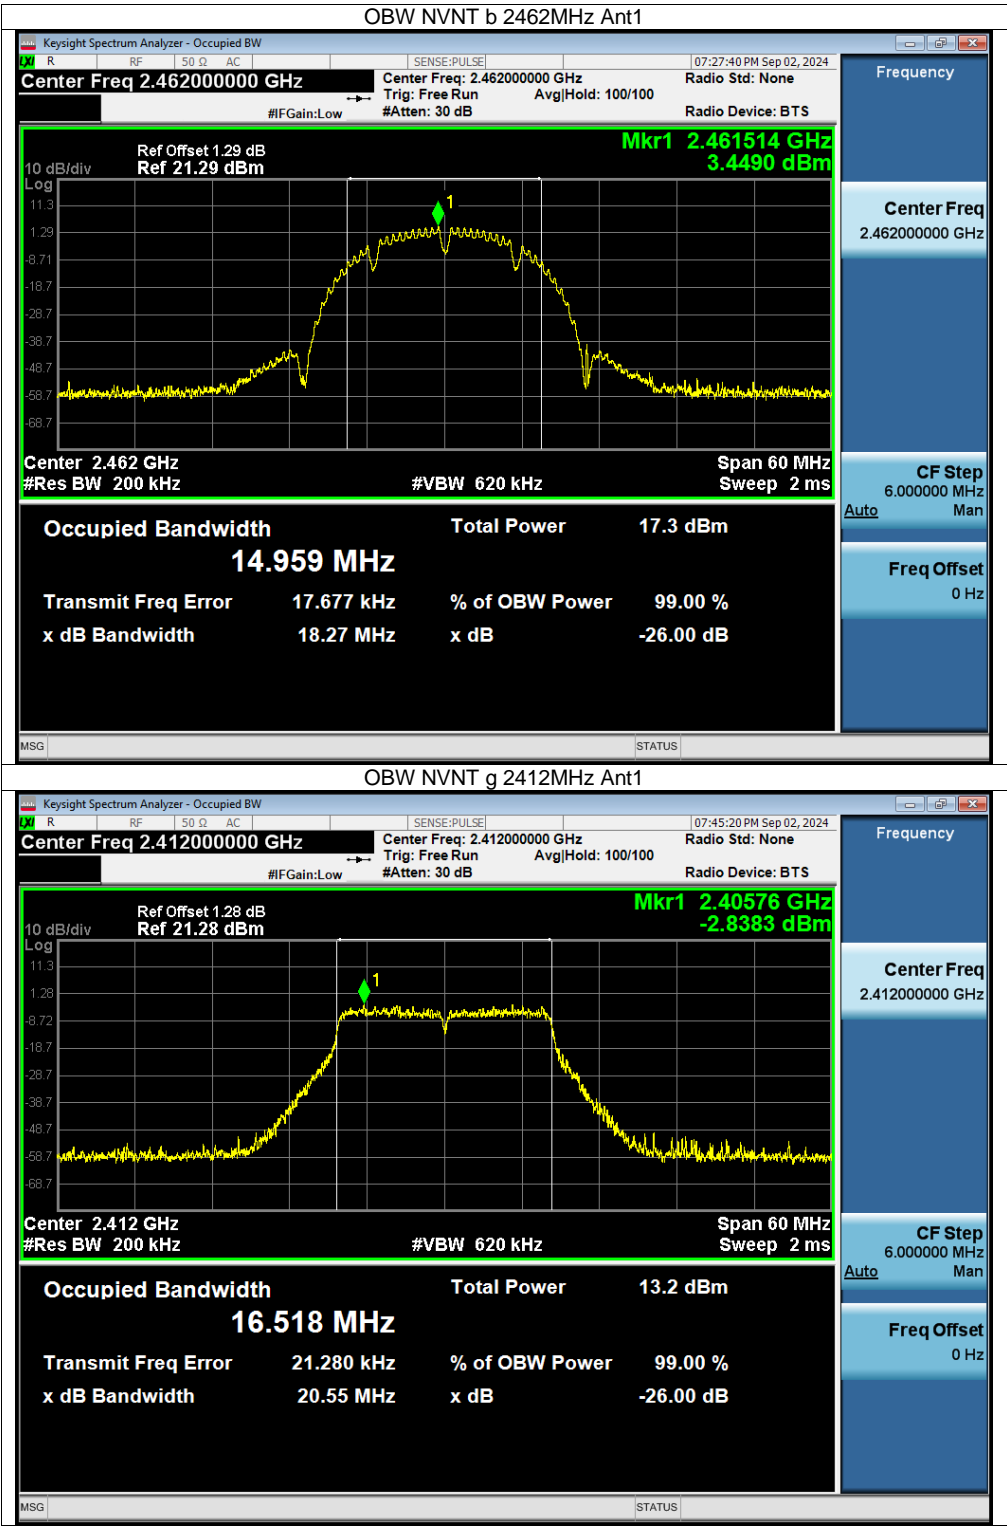 OBW NVNT b 2462MHz Ant1
Keysight Spectrum Analyzer - Occupied BW
LXI R RF 50 Ω AC SENSE:PULSE 07:27:40 PM Sep 02, 2024
Center Freq 2.462000000 GHz
Center Freq: 2.462000000 GHz
Radio Std: None
Trig: Free Run Avg|Hold: 100/100
#IFGain:Low #Atten: 30 dB Radio Device: BTS
Frequency
Mkr1 2.461514 GHz
3.4490 dBm
Ref Offset 1.29 dB
10 dB/div Ref 21.29 dBm
Log
11.3
1.29
-8.71
-18.7
-28.7
-38.7
-48.7
-58.7
-68.7
1
Center 2.462 GHz Span 60 MHz
#Res BW 200 kHz #VBW 620 kHz Sweep 2 ms
Center Freq
2.462000000 GHz
CF Step
6.000000 MHz
Auto Man
Freq Offset
0 Hz
Occupied Bandwidth Total Power 17.3 dBm
14.959 MHz
Transmit Freq Error 17.677 kHz % of OBW Power 99.00 %
x dB Bandwidth 18.27 MHz x dB -26.00 dB
MSG STATUS
OBW NVNT g 2412MHz Ant1
Keysight Spectrum Analyzer - Occupied BW
LXI R RF 50 Ω AC SENSE:PULSE 07:45:20 PM Sep 02, 2024
Center Freq 2.412000000 GHz
Center Freq: 2.412000000 GHz
Radio Std: None
Trig: Free Run Avg|Hold: 100/100
#IFGain:Low #Atten: 30 dB Radio Device: BTS
Frequency
Mkr1 2.40576 GHz
-2.8383 dBm
Ref Offset 1.28 dB
10 dB/div Ref 21.28 dBm
Log
11.3
1.28
-8.72
-18.7
-28.7
-38.7
-48.7
-58.7
-68.7
1
Center 2.412 GHz Span 60 MHz
#Res BW 200 kHz #VBW 620 kHz Sweep 2 ms
Center Freq
2.412000000 GHz
CF Step
6.000000 MHz
Auto Man
Freq Offset
0 Hz
Occupied Bandwidth Total Power 13.2 dBm
16.518 MHz
Transmit Freq Error 21.280 kHz % of OBW Power 99.00 %
x dB Bandwidth 20.55 MHz x dB -26.00 dB
MSG STATUS